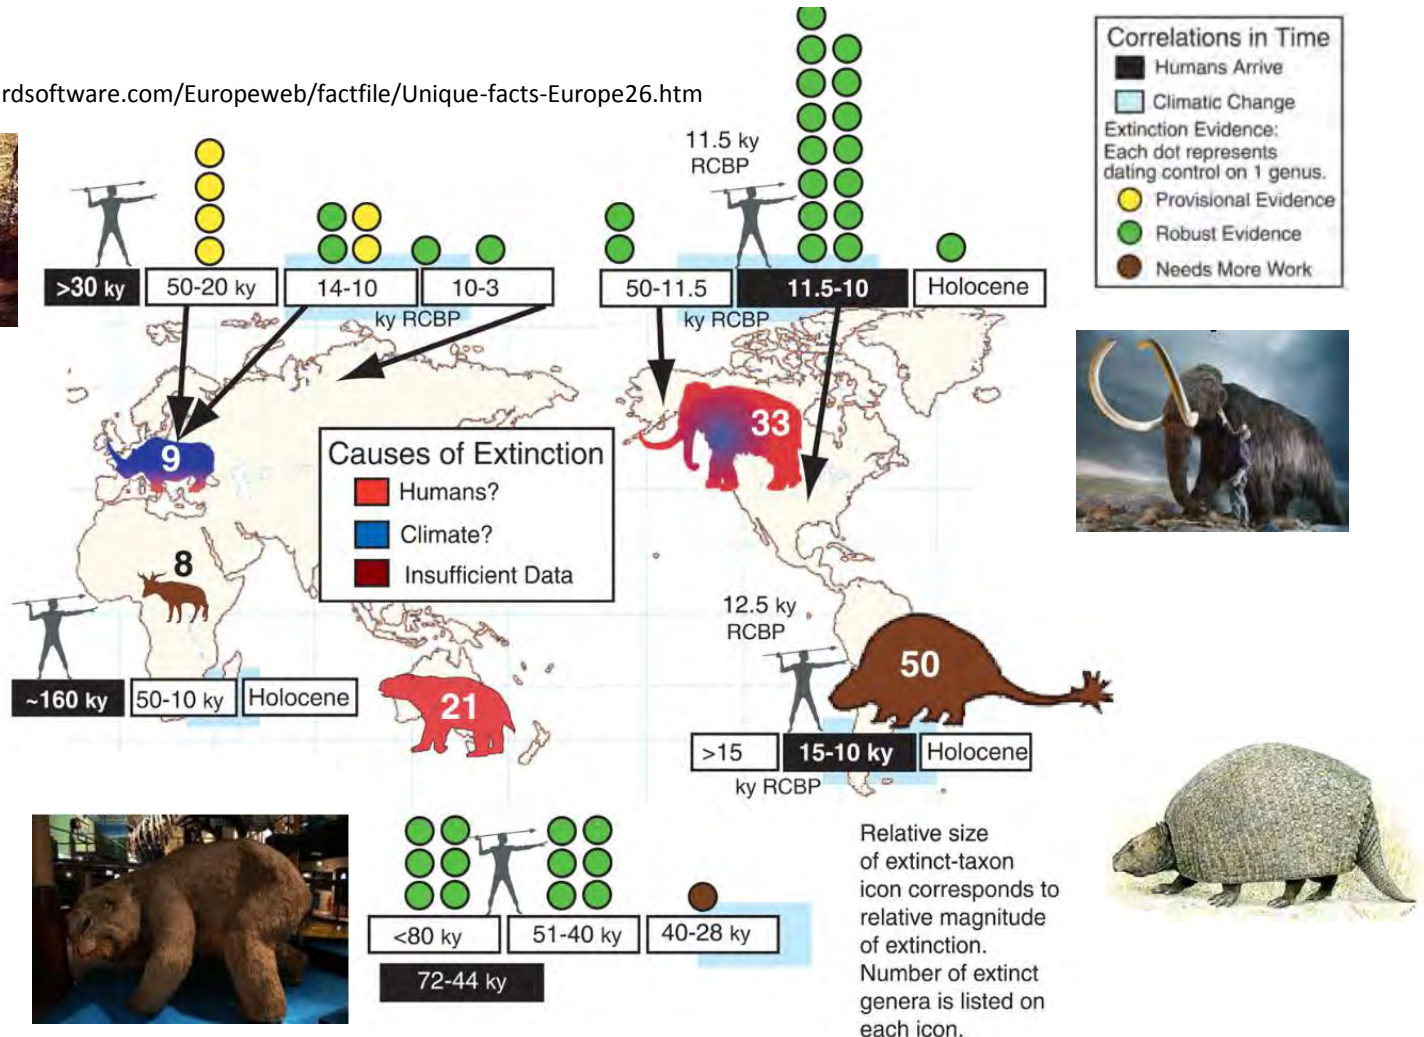 rdsoftware.com/Europeweb/factfile/Unique-facts-Europe26.htm
Correlations in Time
Humans Arrive
Climatic Change
Extinction Evidence:
Each dot represents
dating control on 1 genus.
Provisional Evidence
Robust Evidence
Needs More Work
11.5 ky
RCBP
>30 ky
50-20 ky
14-10
10-3
ky RCBP
50-11.5
11.5-10
Holocene
ky RCBP
9
33
Causes of Extinction
Humans?
Climate?
Insufficient Data
8
~160 ky
50-10 ky
Holocene
21
12.5 ky
RCBP
50
>15
15-10 ky
Holocene
ky RCBP
<80 ky
51-40 ky
40-28 ky
72-44 ky
Relative size
of extinct-taxon
icon corresponds to
relative magnitude
of extinction.
Number of extinct
genera is listed on
each icon.